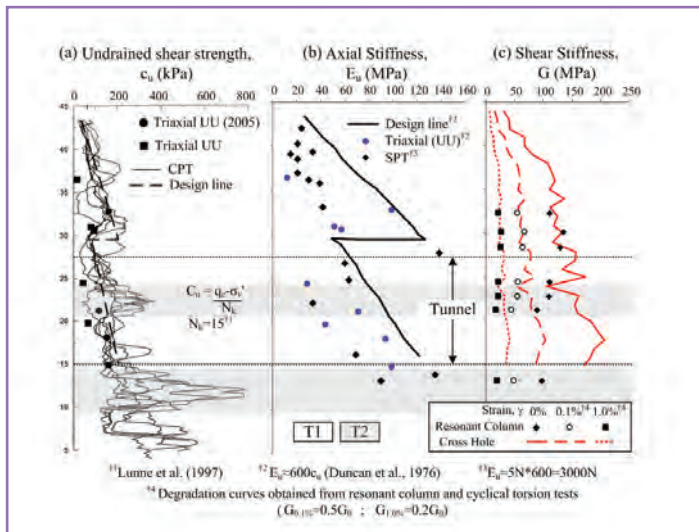 (a) Undrained shear strength,
cᵤ (kPa)
0 200 400 600 800
45
40
35
30
25
20
15
10
5
Triaxial UU (2005)
Triaxial UU
CPT
Design line
Cᵤ = q꜀-σᵥ'
Nₖ
Nₖ=15†¹
(b) Axial Stiffness,
Eᵤ (MPa)
0 20 40 60 80 100 120 140 160
Design line†¹
Triaxial (UU)†²
SPT†³
Tunnel
T1 T2
(c) Shear Stiffness,
G (MPa)
0 50 100 150 200 250
Strain, γ 0% 0.1%†⁴ 1.0%†⁴
Resonant Column
Cross Hole
†¹Lunne et al. (1997) †²Eᵤ≈600cᵤ (Duncan et al., 1976) †³Eᵤ≈5N*600=3000N
†⁴ Degradation curves obtained from resonant column and cyclical torsion tests
(G₀.₁%=0.5G₀ ; G₁.₀%=0.2G₀)